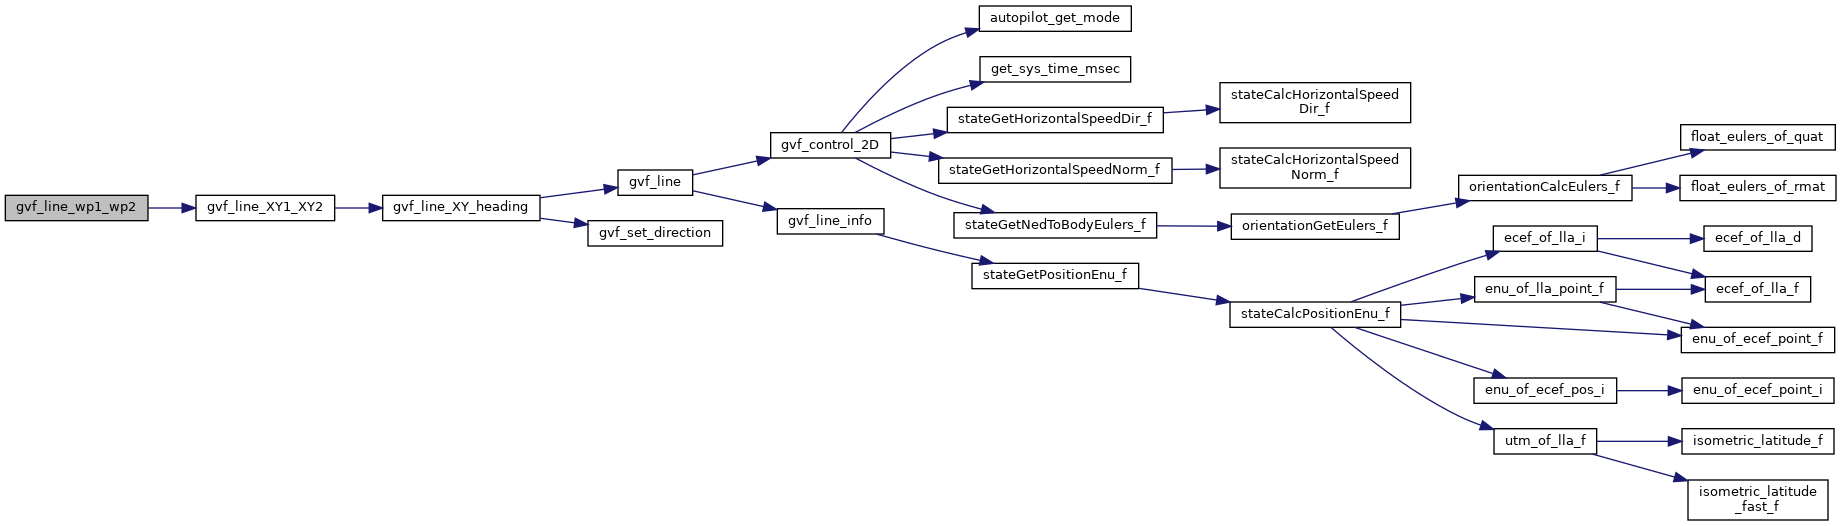 gvf_line_wp1_wp2
gvf_line_XY1_XY2
gvf_line_XY_heading
gvf_line
gvf_set_direction
gvf_control_2D
gvf_line_info
autopilot_get_mode
get_sys_time_msec
stateGetHorizontalSpeedDir_f
stateGetHorizontalSpeedNorm_f
stateGetNedToBodyEulers_f
stateGetPositionEnu_f
stateCalcHorizontalSpeed
Dir_f
stateCalcHorizontalSpeed
Norm_f
orientationGetEulers_f
stateCalcPositionEnu_f
orientationCalcEulers_f
ecef_of_lla_i
enu_of_lla_point_f
enu_of_ecef_pos_i
utm_of_lla_f
float_eulers_of_quat
float_eulers_of_rmat
ecef_of_lla_d
ecef_of_lla_f
enu_of_ecef_point_f
enu_of_ecef_point_i
isometric_latitude_f
isometric_latitude
_fast_f